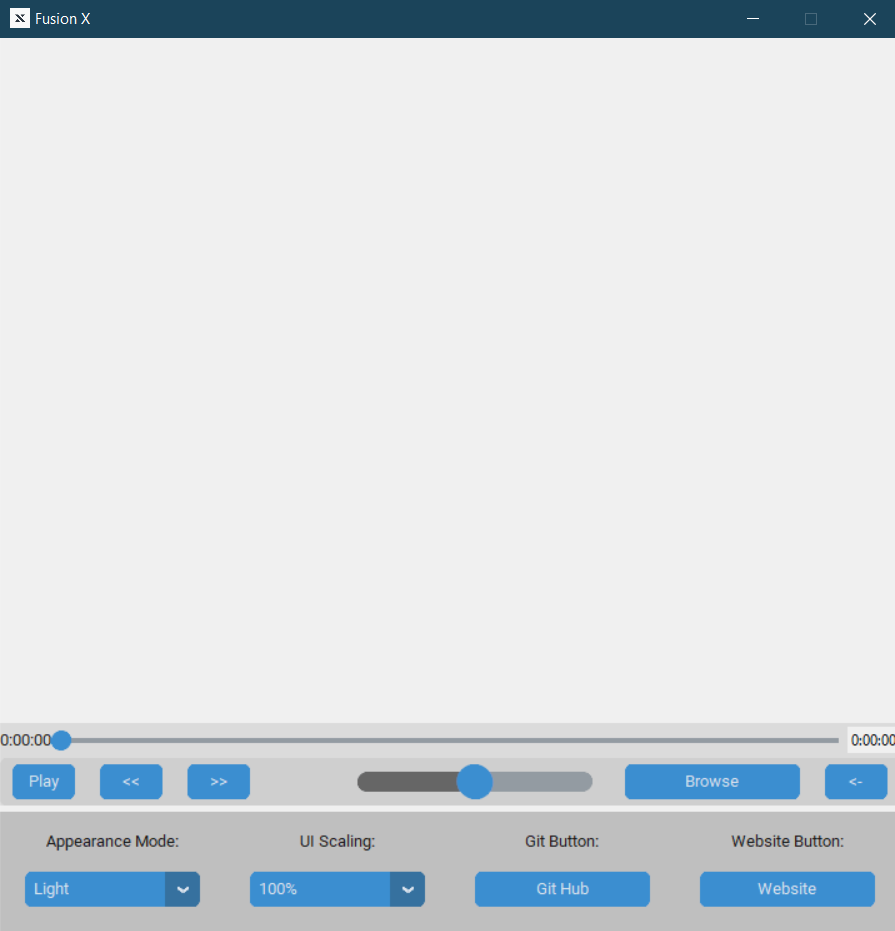 Fusion X
0:00:00 0:00:00
Play << >> Browse <-
Appearance Mode: UI Scaling: Git Button: Website Button:
Light 100% Git Hub Website